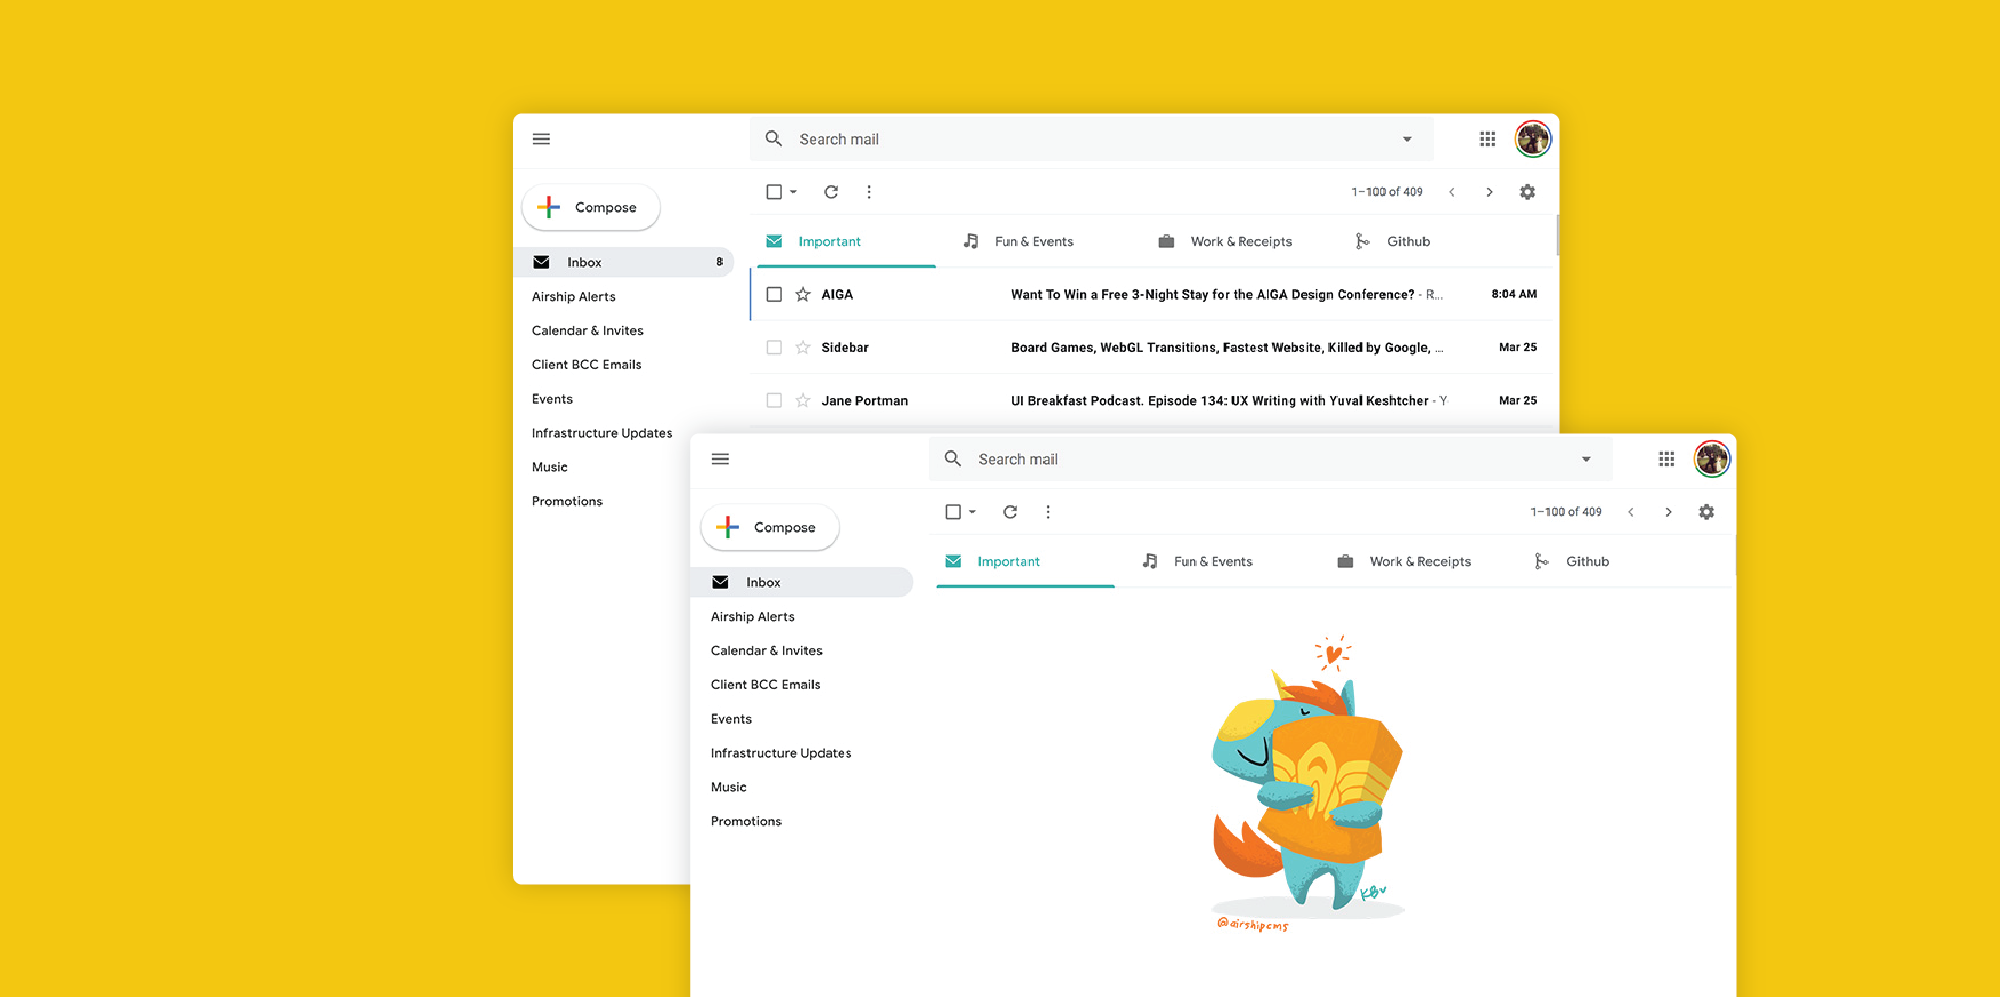 Search mail
1–100 of 409
Compose
Important
Fun & Events
Work & Receipts
Github
Inbox 8
Airship Alerts
Calendar & Invites
Client BCC Emails
Events
Infrastructure Updates
Music
Promotions
AIGA Want To Win a Free 3-Night Stay for the AIGA Design Conference? - R... 8:04 AM
Sidebar Board Games, WebGL Transitions, Fastest Website, Killed by Google, ... Mar 25
Jane Portman UI Breakfast Podcast. Episode 134: UX Writing with Yuval Keshtcher - Y Mar 25
Search mail
1–100 of 409
Compose
Important
Fun & Events
Work & Receipts
Github
Inbox
Airship Alerts
Calendar & Invites
Client BCC Emails
Events
Infrastructure Updates
Music
Promotions
@airshipcms